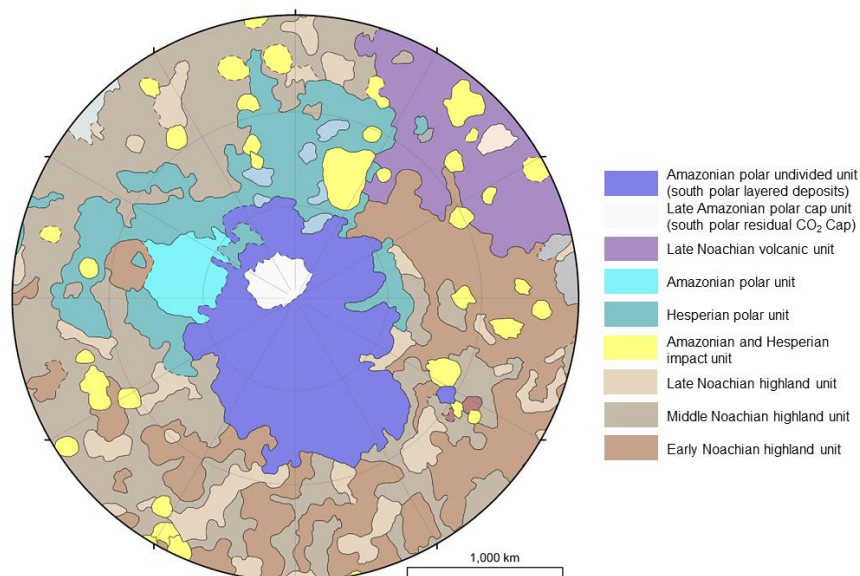 Amazonian polar undivided unit
(south polar layered deposits)
Late Amazonian polar cap unit
(south polar residual CO₂ Cap)
Late Noachian volcanic unit
Amazonian polar unit
Hesperian polar unit
Amazonian and Hesperian
impact unit
Late Noachian highland unit
Middle Noachian highland unit
Early Noachian highland unit
1,000 km